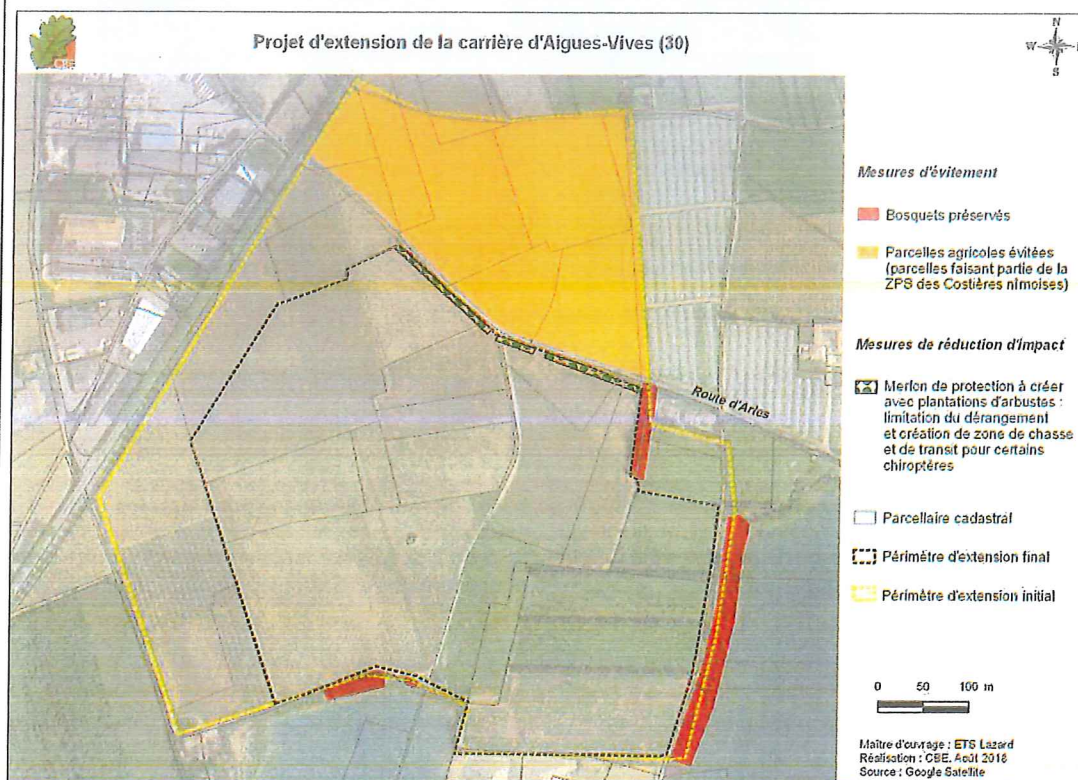 Projet d'extension de la carrière d'Aigues-Vives (30)
CBE
N
W
S
Mesures d'évitement
Bosquets préservés
Parcelles agricoles évitées
(parcelles faisant partie de la
ZPS des Costières nîmoises)
Mesures de réduction d'impact
Merlon de protection à créer
avec plantations d'arbustes :
limitation du dérangement
et création de zone de chasse
et de transit pour certains
chiroptères
Route d'Arles
Parcellaire cadastral
Périmètre d'extension final
Périmètre d'extension initial
0 50 100 m
Maître d'ouvrage : ETS Lazard
Réalisation : CBE, Août 2018
Source : Google Satellite